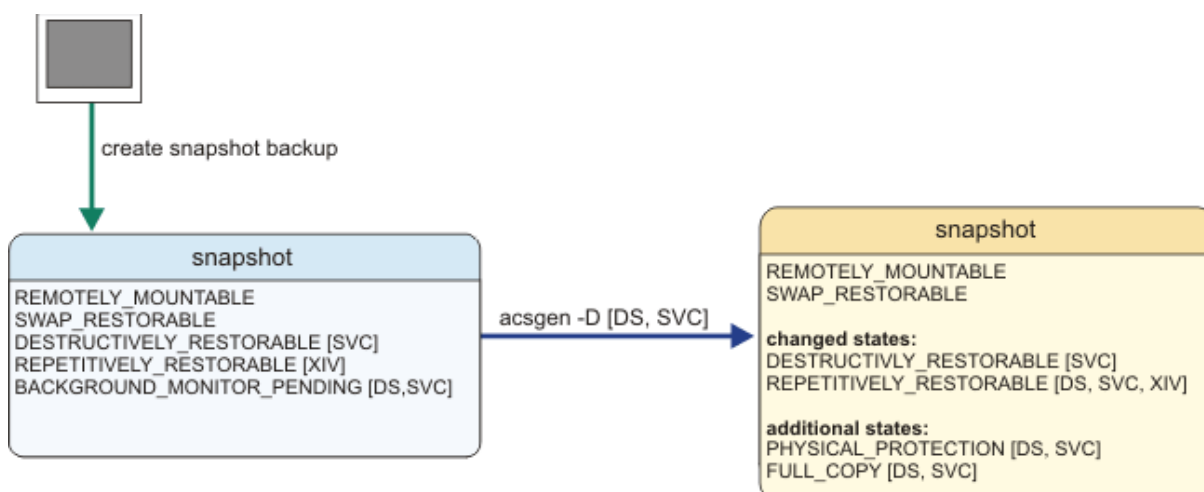 create snapshot backup
snapshot
REMOTELY_MOUNTABLE
SWAP_RESTORABLE
DESTRUCTIVELY_RESTORABLE [SVC]
REPETITIVELY_RESTORABLE [XIV]
BACKGROUND_MONITOR_PENDING [DS,SVC]
acsgen -D [DS, SVC]
snapshot
REMOTELY_MOUNTABLE
SWAP_RESTORABLE
changed states:
DESTRUCTIVLY_RESTORABLE [SVC]
REPETITIVELY_RESTORABLE [DS, SVC, XIV]
additional states:
PHYSICAL_PROTECTION [DS, SVC]
FULL_COPY [DS, SVC]